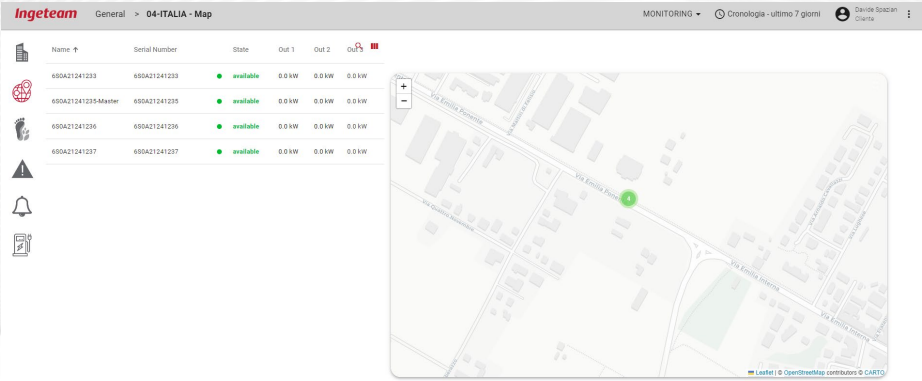 Ingeteam General > 04-ITALIA - Map MONITORING Cronologia - ultimo 7 giorni Davide Spazian
Cliente
Name ↑ Serial Number State Out 1 Out 2 Out 3
6S0A21241233 6S0A21241233 available 0.0 kW 0.0 kW 0.0 kW
6S0A21241235-Master 6S0A21241235 available 0.0 kW 0.0 kW 0.0 kW
6S0A21241236 6S0A21241236 available 0.0 kW 0.0 kW 0.0 kW
6S0A21241237 6S0A21241237 available 0.0 kW 0.0 kW 0.0 kW
+
−
Via Emilia Ponente
Via Emilia Pone
4
Via Quattro Novembre
Via Emilia Interna
Via Emilia Interna
Leaflet | © OpenStreetMap contributors © CARTO